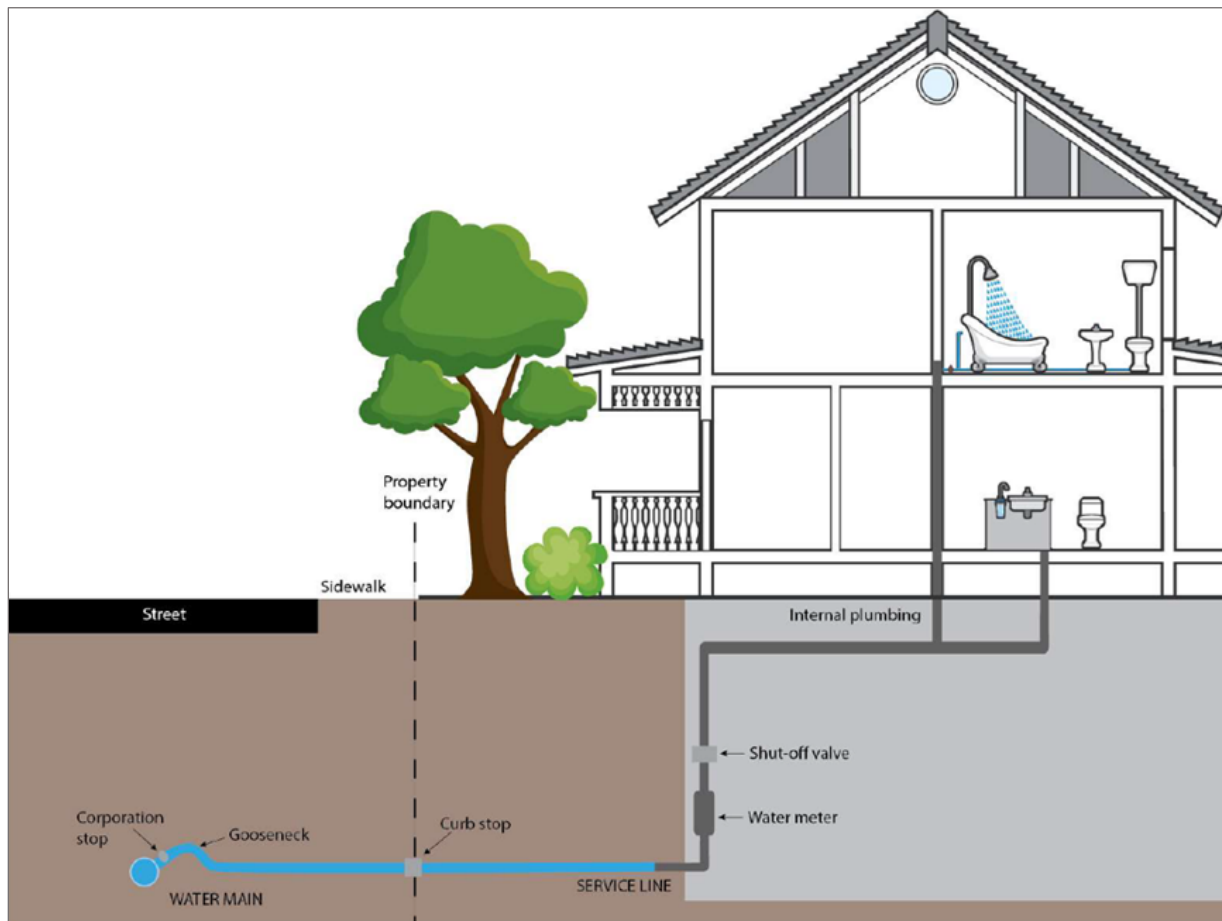 Property
boundary
Sidewalk
Street
Internal plumbing
Shut-off valve
Corporation
stop
Gooseneck
Curb stop
Water meter
WATER MAIN
SERVICE LINE